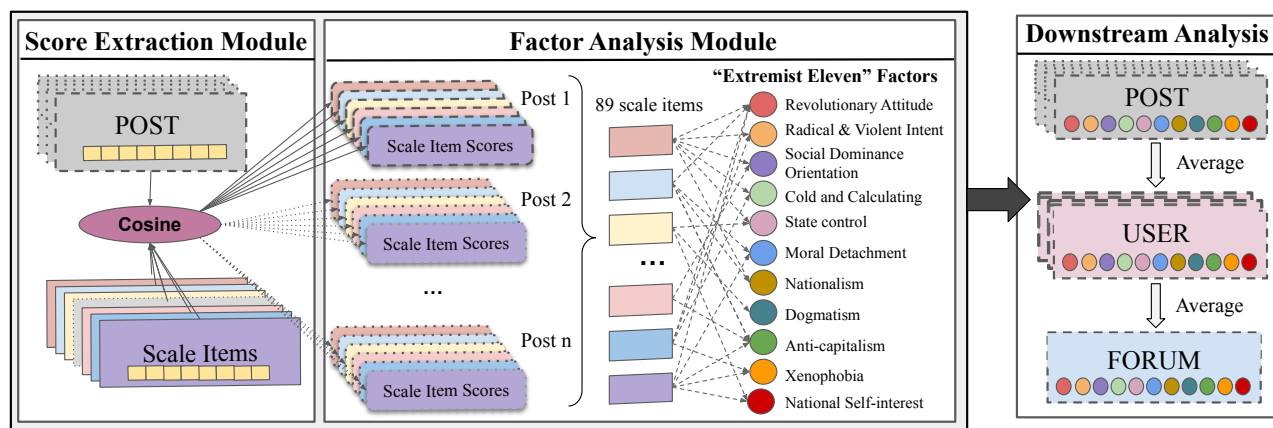 Score Extraction Module
POST
Cosine
Scale Items
Factor Analysis Module
Post 1
Scale Item Scores
Post 2
Scale Item Scores
...
Post n
Scale Item Scores
89 scale items
...
“Extremist Eleven” Factors
Revolutionary Attitude
Radical & Violent Intent
Social Dominance
Orientation
Cold and Calculating
State control
Moral Detachment
Nationalism
Dogmatism
Anti-capitalism
Xenophobia
National Self-interest
Downstream Analysis
POST
Average
USER
Average
FORUM